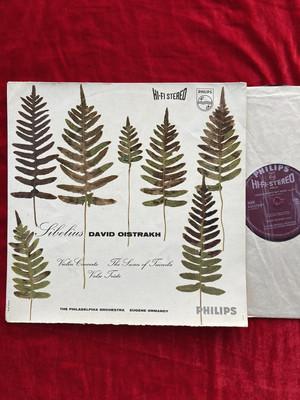 HI-FI STEREO
PHILIPS
Sibelius DAVID OISTRAKH
Violin Concerto The Swan of Tuonela
Valse Triste
THE PHILADELPHIA ORCHESTRA EUGENE ORMANDY
PHILIPS
PHILIPS
HI-FI STEREO